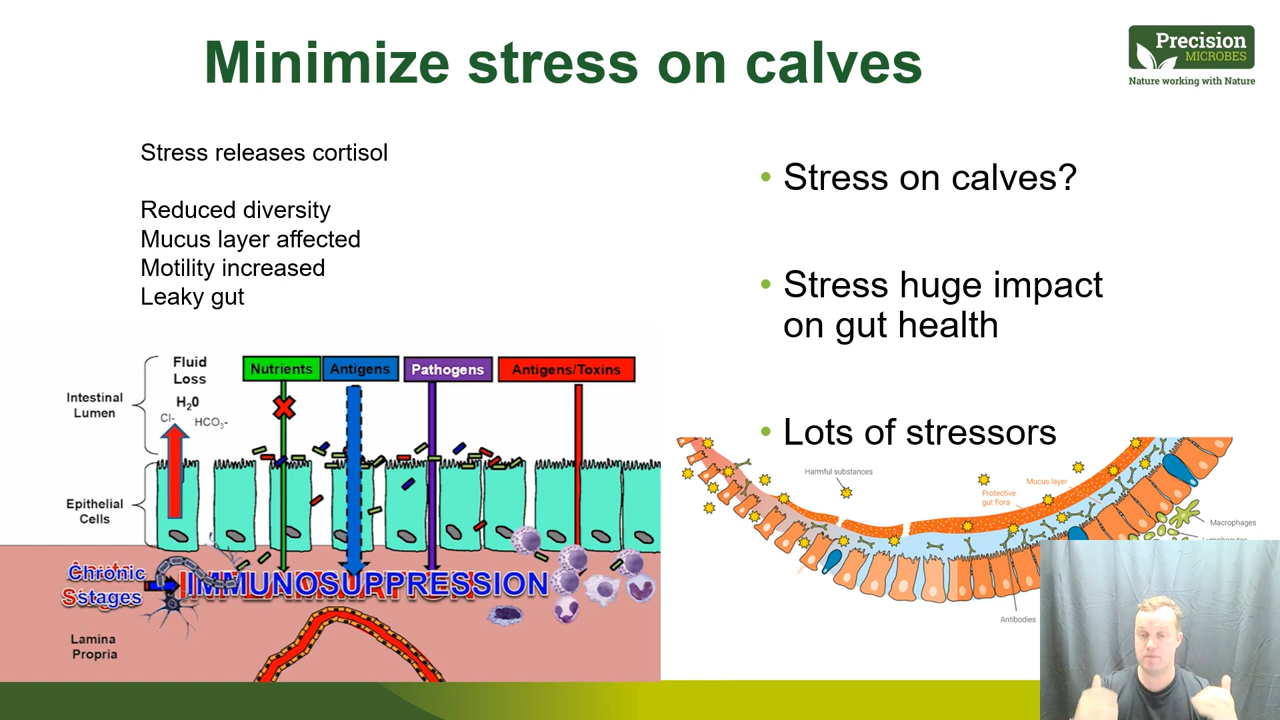 Minimize stress on calves
Precision
MICROBES
Nature working with Nature
Stress releases cortisol
Reduced diversity
Mucus layer affected
Motility increased
Leaky gut
• Stress on calves?
• Stress huge impact
on gut health
• Lots of stressors
Fluid
Loss
H20
Cl-
HCO3-
Nutrients
Antigens
Pathogens
Antigens/Toxins
Intestinal
Lumen
Epithelial
Cells
Chronic
stages
IMMUNOSUPPRESSION
Lamina
Propria
Harmful substances
Mucus layer
Protective
gut flora
Macrophages
Antibodies